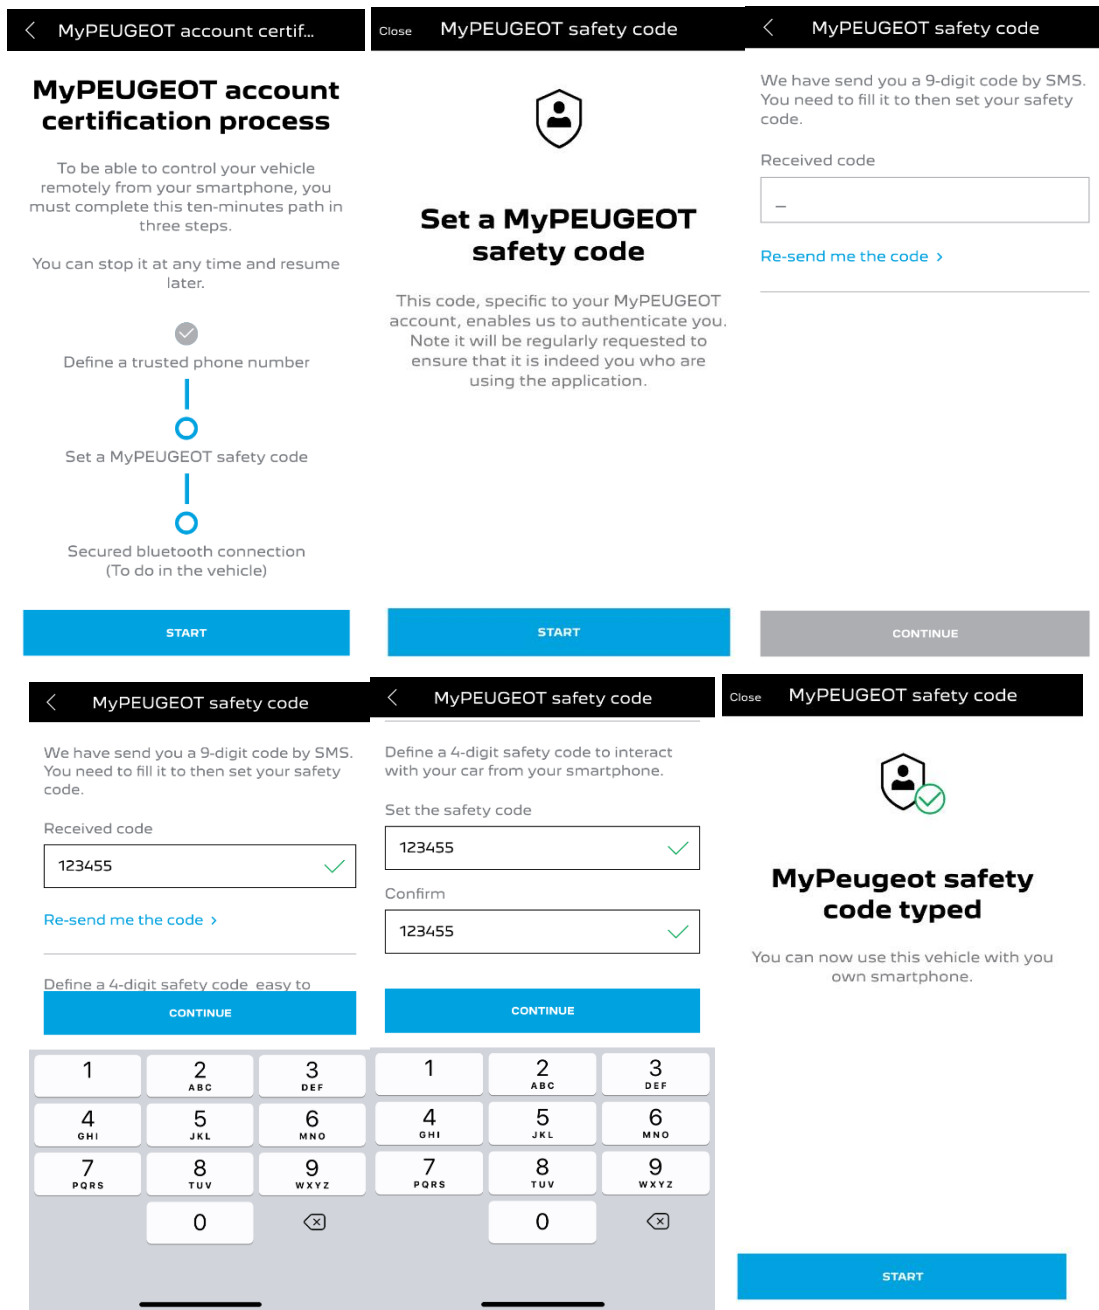 MyPEUGEOT account certif...
MyPEUGEOT account
certification process
To be able to control your vehicle
remotely from your smartphone, you
must complete this ten-minutes path in
three steps.
You can stop it at any time and resume
later.
Define a trusted phone number
Set a MyPEUGEOT safety code
Secured bluetooth connection
(To do in the vehicle)
START
Close MyPEUGEOT safety code
Set a MyPEUGEOT
safety code
This code, specific to your MyPEUGEOT
account, enables us to authenticate you.
Note it will be regularly requested to
ensure that it is indeed you who are
using the application.
START
MyPEUGEOT safety code
We have send you a 9-digit code by SMS.
You need to fill it to then set your safety
code.
Received code
_
Re-send me the code >
CONTINUE
MyPEUGEOT safety code
We have send you a 9-digit code by SMS.
You need to fill it to then set your safety
code.
Received code
123455
Re-send me the code >
Define a 4-digit safety code easy to
CONTINUE
1 2 3
ABC DEF
4 5 6
GHI JKL MNO
7 8 9
PQRS TUV WXYZ
0
MyPEUGEOT safety code
Define a 4-digit safety code to interact
with your car from your smartphone.
Set the safety code
123455
Confirm
123455
CONTINUE
1 2 3
ABC DEF
4 5 6
GHI JKL MNO
7 8 9
PQRS TUV WXYZ
0
Close MyPEUGEOT safety code
MyPeugeot safety
code typed
You can now use this vehicle with you
own smartphone.
START